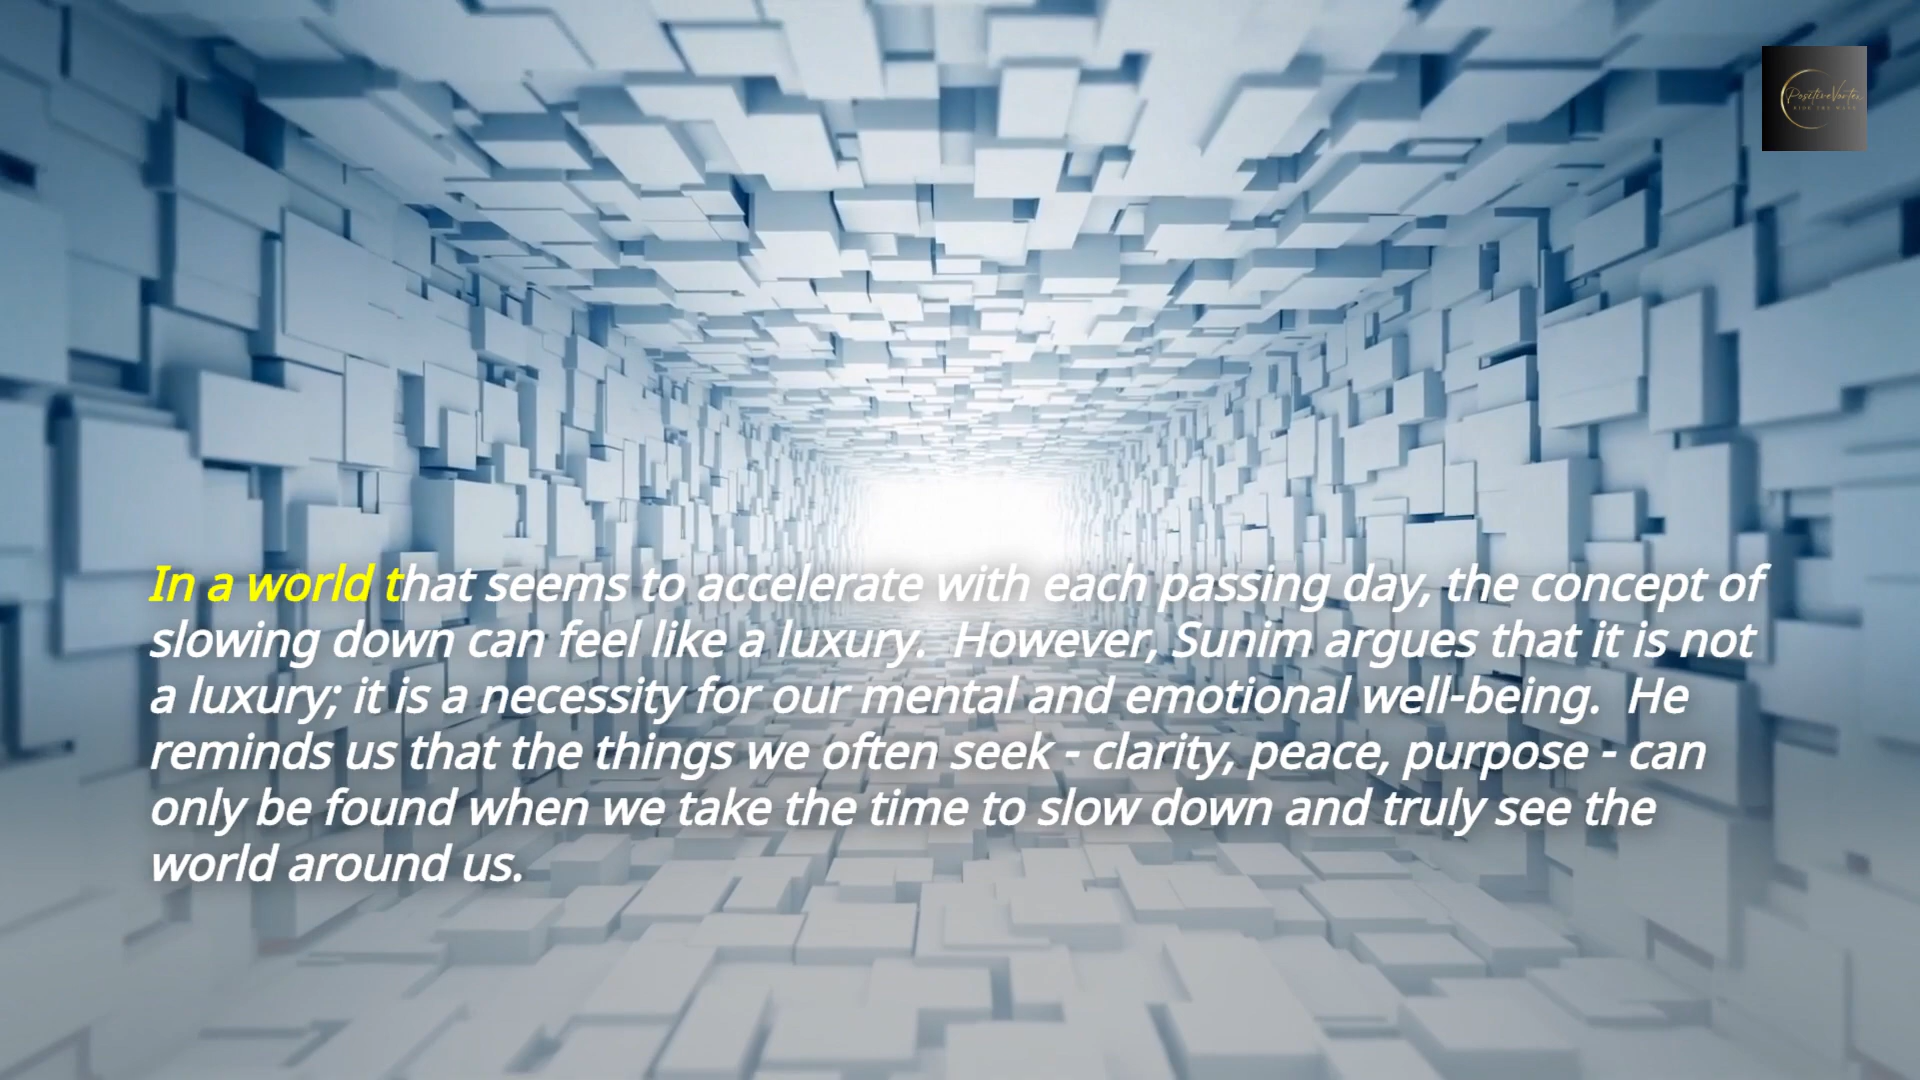 PositiveVortex
In a world that seems to accelerate with each passing day, the concept of
slowing down can feel like a luxury.  However, Sunim argues that it is not
a luxury; it is a necessity for our mental and emotional well-being.  He
reminds us that the things we often seek - clarity, peace, purpose - can
only be found when we take the time to slow down and truly see the
world around us.